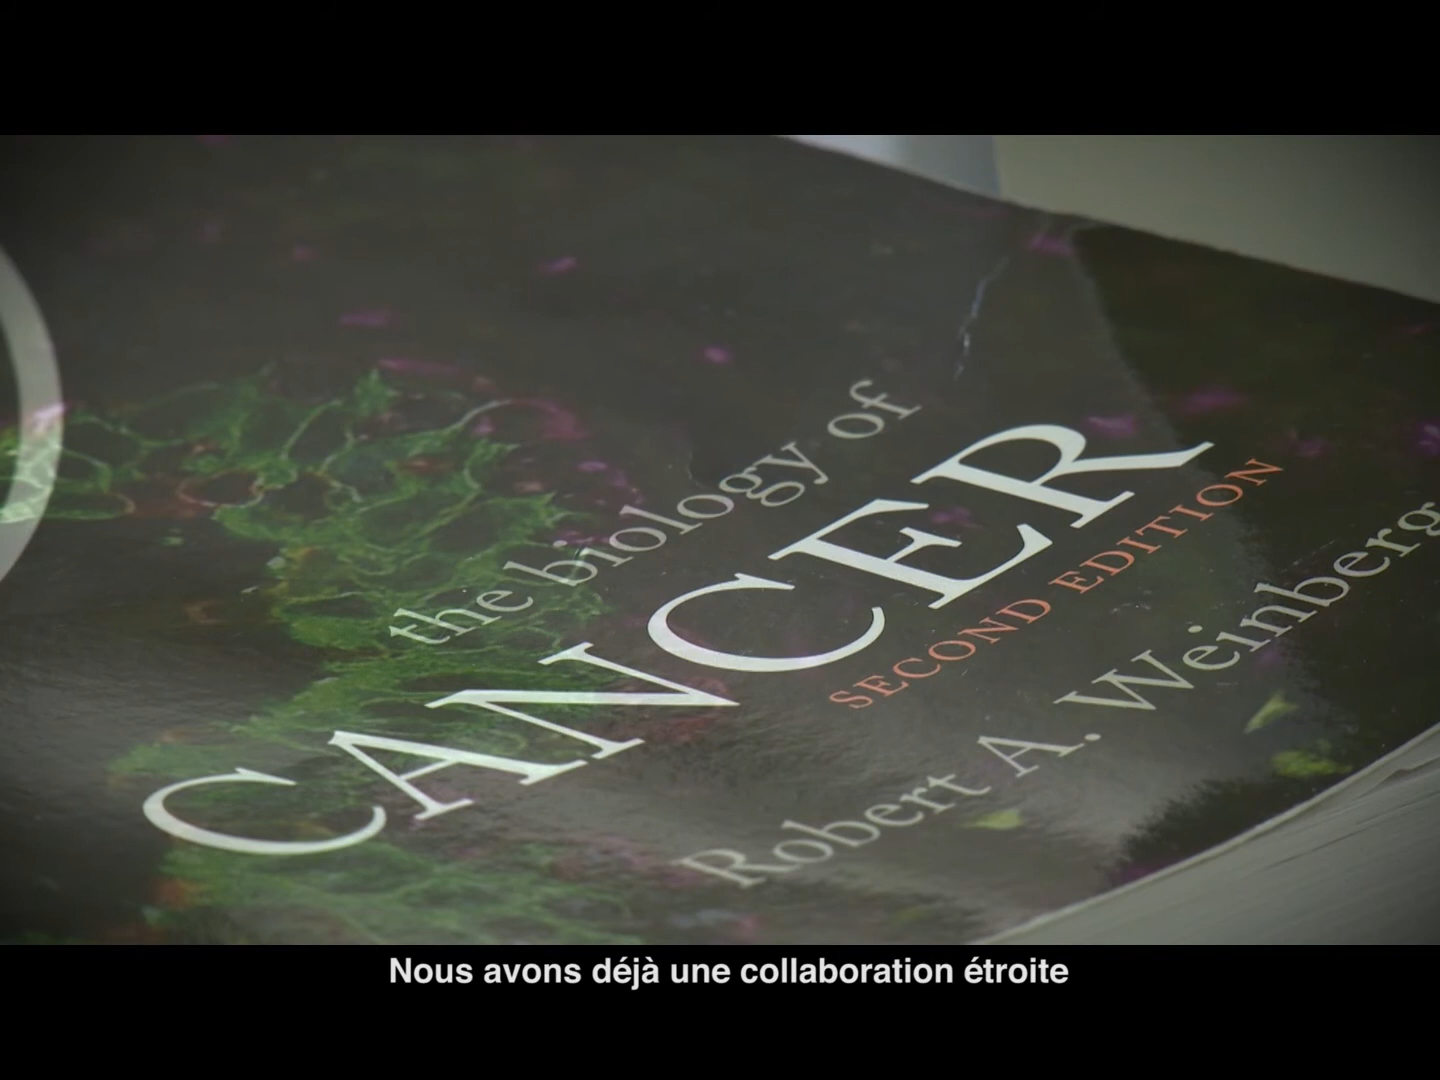 the biology of
CANCER
SECOND EDITION
Robert A. Weinberg
Nous avons déjà une collaboration étroite